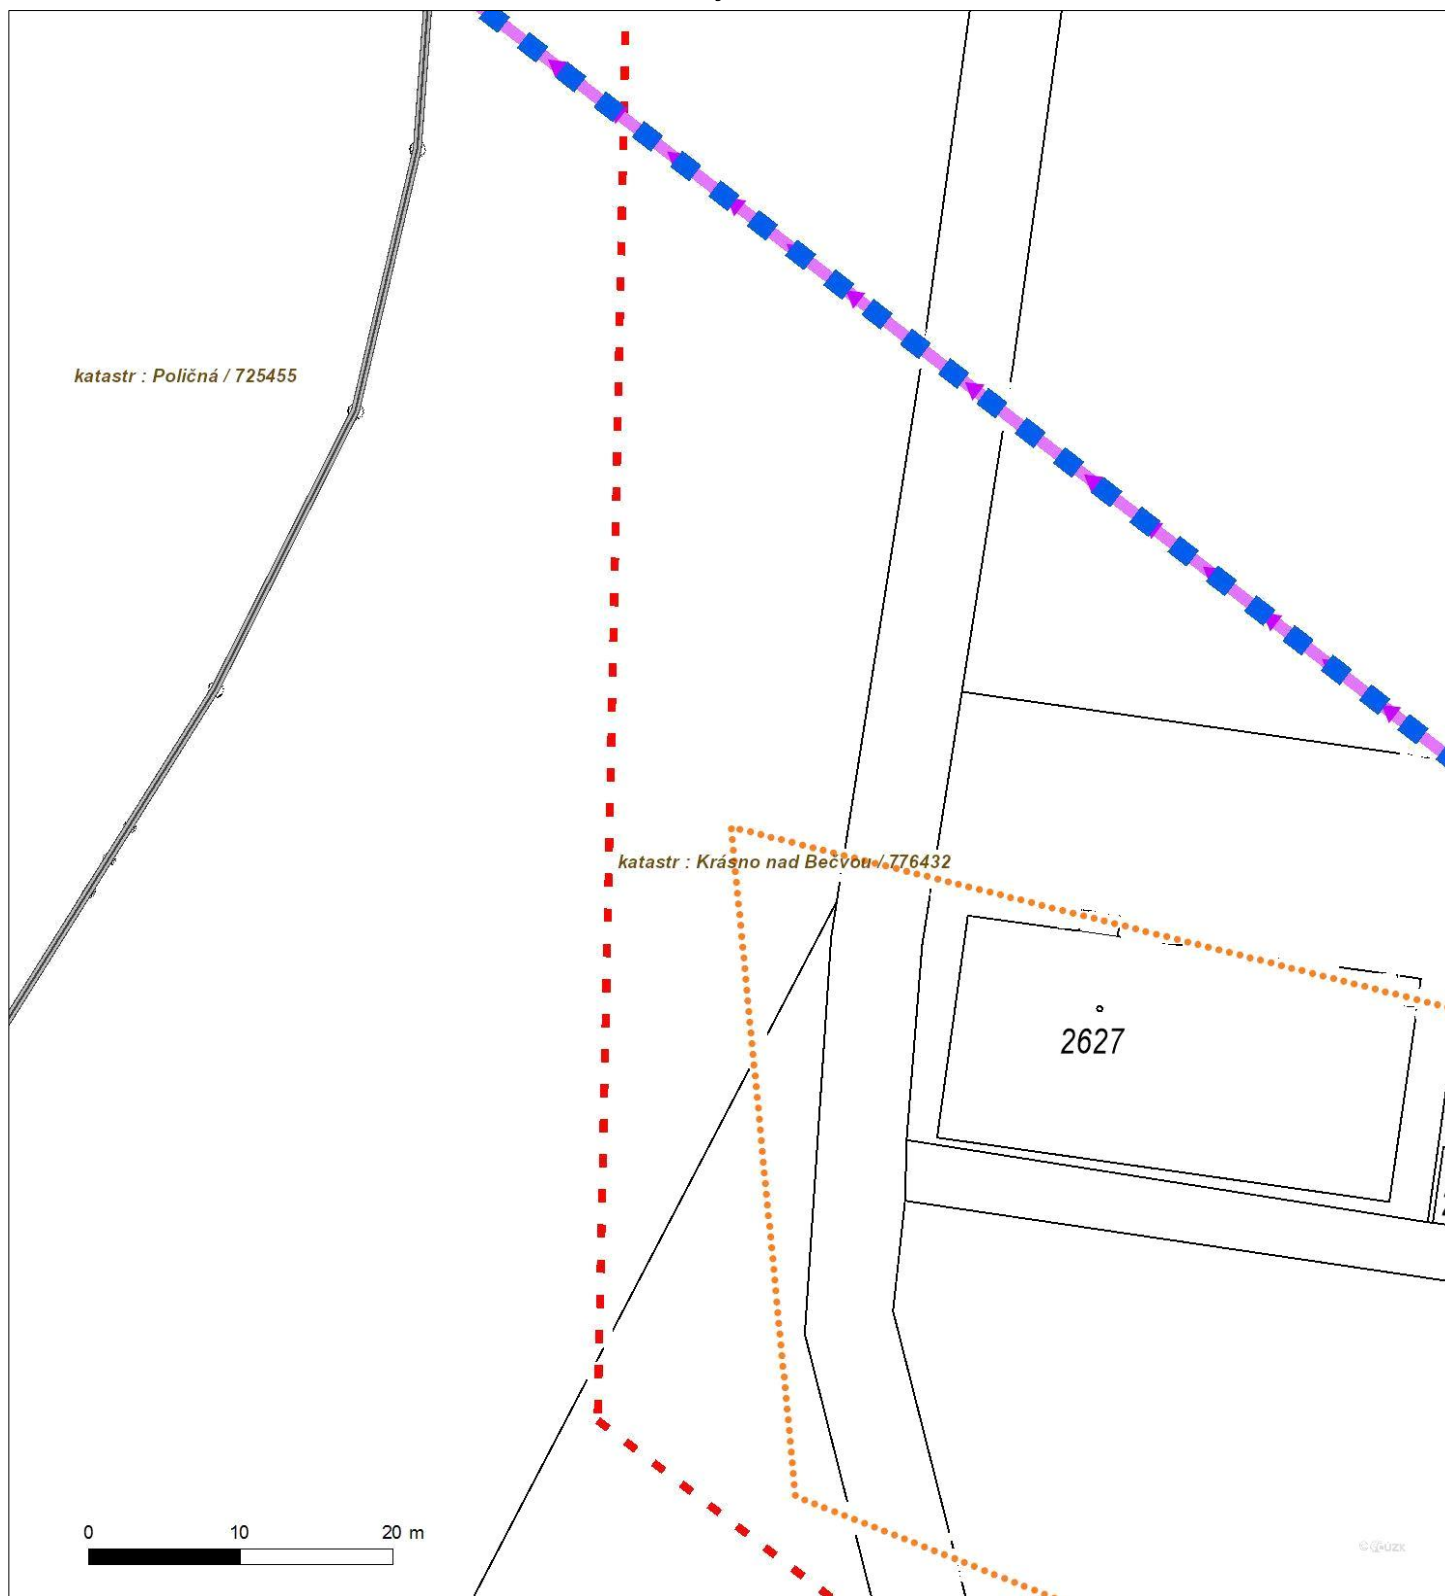 katastr : Poličná / 725455
katastr : Krásno nad Bečvou / 776432
2627
0 10 20 m